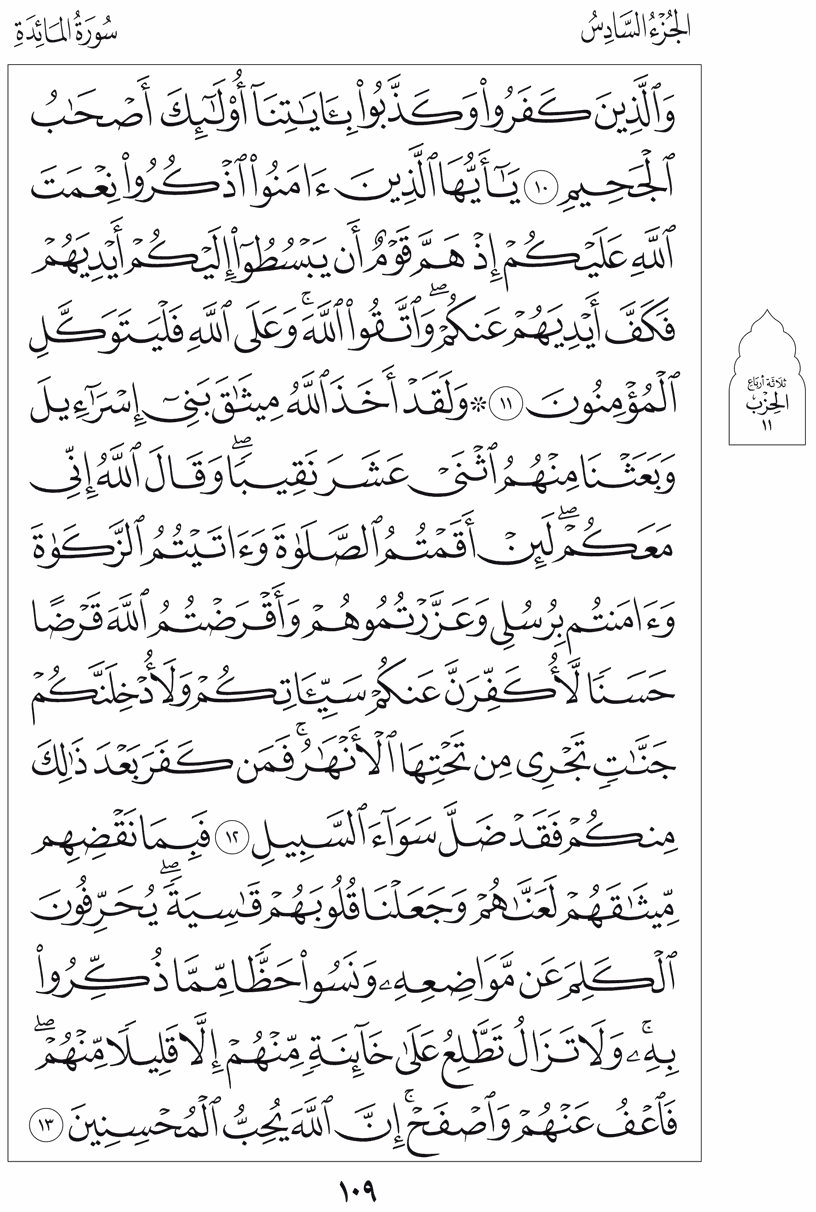 الجُزْءُ السَّادِسُ
سُورَةُ المَائِدَةِ
وَٱلَّذِينَ كَفَرُواْ وَكَذَّبُواْ بِـَٔايَٰتِنَآ أُوْلَٰٓئِكَ أَصۡحَٰبُ
ٱلۡجَحِيمِ ١٠ يَٰٓأَيُّهَا ٱلَّذِينَ ءَامَنُواْ ٱذۡكُرُواْ نِعۡمَتَ
ٱللَّهِ عَلَيۡكُمۡ إِذۡ هَمَّ قَوۡمٌ أَن يَبۡسُطُوٓاْ إِلَيۡكُمۡ أَيۡدِيَهُمۡ
فَكَفَّ أَيۡدِيَهُمۡ عَنكُمۡۖ وَٱتَّقُواْ ٱللَّهَۚ وَعَلَى ٱللَّهِ فَلۡيَتَوَكَّلِ
ٱلۡمُؤۡمِنُونَ ١١ ۞وَلَقَدۡ أَخَذَ ٱللَّهُ مِيثَٰقَ بَنِيٓ إِسۡرَٰٓءِيلَ
وَبَعَثۡنَا مِنۡهُمُ ٱثۡنَيۡ عَشَرَ نَقِيبٗاۖ وَقَالَ ٱللَّهُ إِنِّي
مَعَكُمۡۖ لَئِنۡ أَقَمۡتُمُ ٱلصَّلَوٰةَ وَءَاتَيۡتُمُ ٱلزَّكَوٰةَ
وَءَامَنتُم بِرُسُلِي وَعَزَّرۡتُمُوهُمۡ وَأَقۡرَضۡتُمُ ٱللَّهَ قَرۡضًا
حَسَنٗا لَّأُكَفِّرَنَّ عَنكُمۡ سَيِّـَٔاتِكُمۡ وَلَأُدۡخِلَنَّكُمۡ
جَنَّٰتٖ تَجۡرِي مِن تَحۡتِهَا ٱلۡأَنۡهَٰرُۚ فَمَن كَفَرَ بَعۡدَ ذَٰلِكَ
مِنكُمۡ فَقَدۡ ضَلَّ سَوَآءَ ٱلسَّبِيلِ ١٢ فَبِمَا نَقۡضِهِم
مِّيثَٰقَهُمۡ لَعَنَّٰهُمۡ وَجَعَلۡنَا قُلُوبَهُمۡ قَٰسِيَةٗۖ يُحَرِّفُونَ
ٱلۡكَلِمَ عَن مَّوَاضِعِهِۦ وَنَسُواْ حَظّٗا مِّمَّا ذُكِّرُواْ
بِهِۦۚ وَلَا تَزَالُ تَطَّلِعُ عَلَىٰ خَآئِنَةٖ مِّنۡهُمۡ إِلَّا قَلِيلٗا مِّنۡهُمۡۖ
فَٱعۡفُ عَنۡهُمۡ وَٱصۡفَحۡۚ إِنَّ ٱللَّهَ يُحِبُّ ٱلۡمُحۡسِنِينَ ١٣
ثَلَاثَةُ أَرْبَاعِ
الحِزْبُ
١١
١٠٩